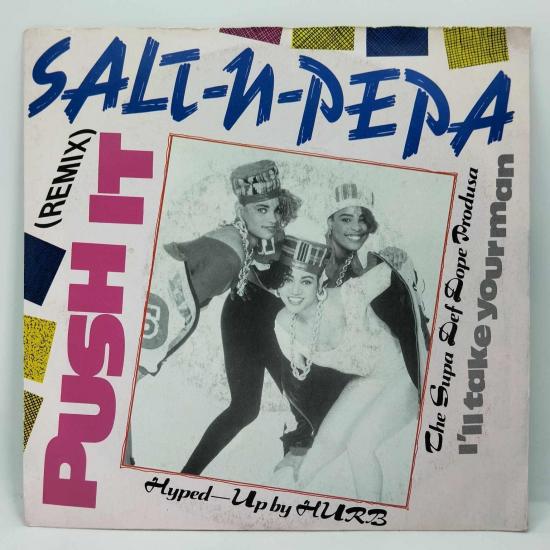 SALT-N-PEPA
PUSH IT
(REMIX)
The Supa Def Dope Produsa
I'll take your man
Hyped-Up by HURB